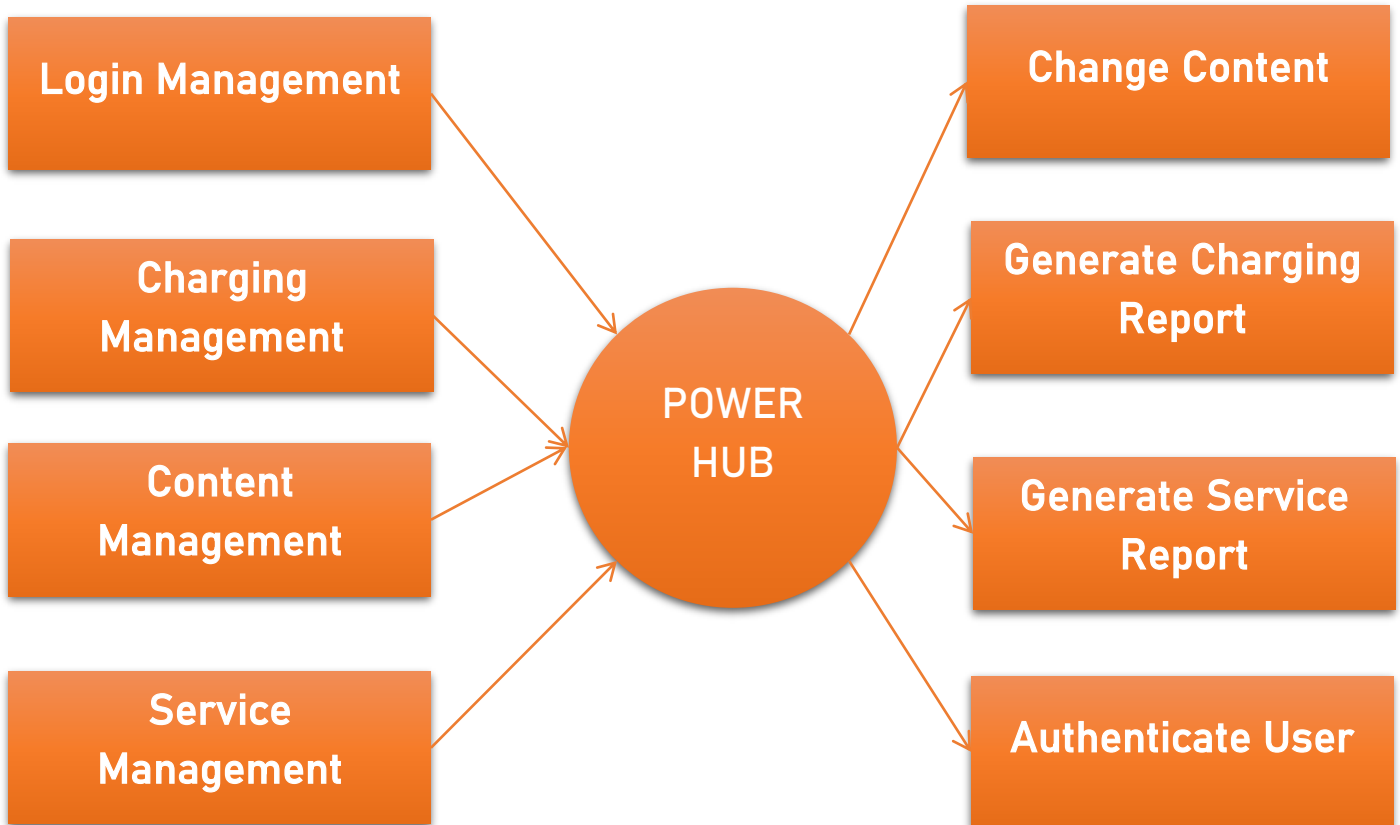 Login Management
Charging
Management
Content
Management
Service
Management
POWER
HUB
Change Content
Generate Charging
Report
Generate Service
Report
Authenticate User